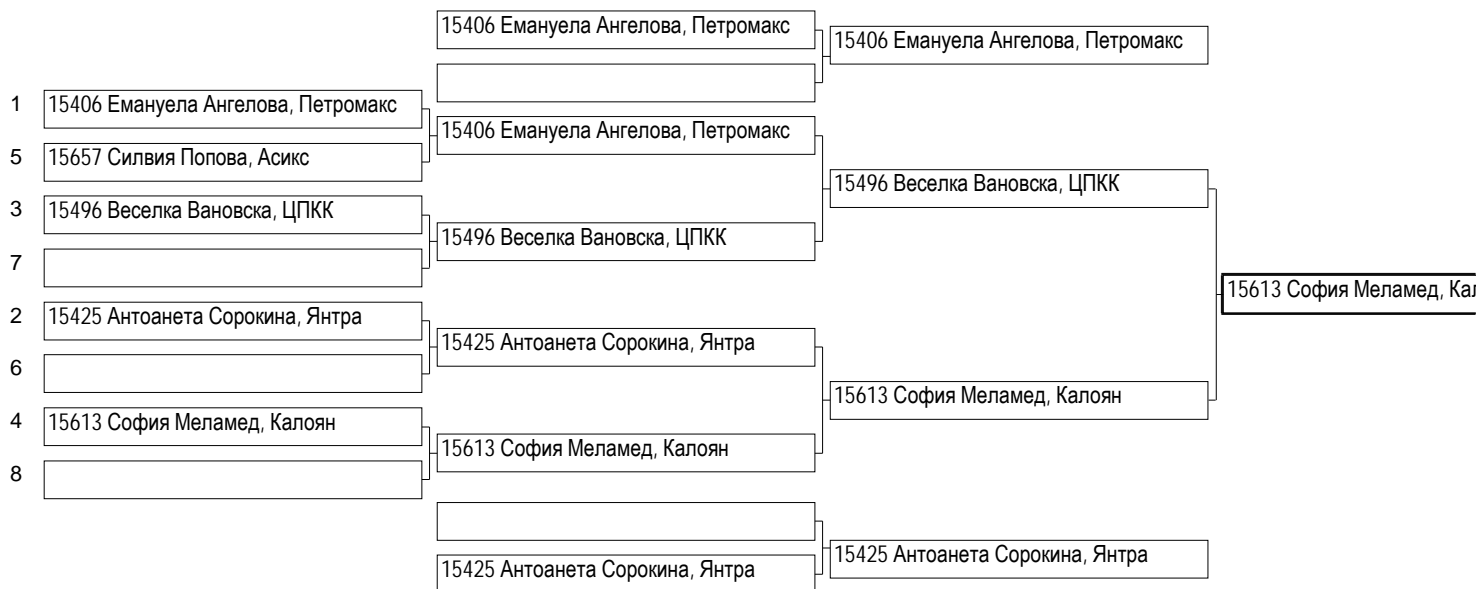 15406 Емануела Ангелова, Петромакс
15406 Емануела Ангелова, Петромакс
1 15406 Емануела Ангелова, Петромакс
15406 Емануела Ангелова, Петромакс
5 15657 Силвия Попова, Асикс
15496 Веселка Вановска, ЦПКК
3 15496 Веселка Вановска, ЦПКК
15496 Веселка Вановска, ЦПКК
7
15613 София Меламед, Кал
2 15425 Антоанета Сорокина, Янтра
15425 Антоанета Сорокина, Янтра
6
15613 София Меламед, Калоян
4 15613 София Меламед, Калоян
15613 София Меламед, Калоян
8
15425 Антоанета Сорокина, Янтра
15425 Антоанета Сорокина, Янтра